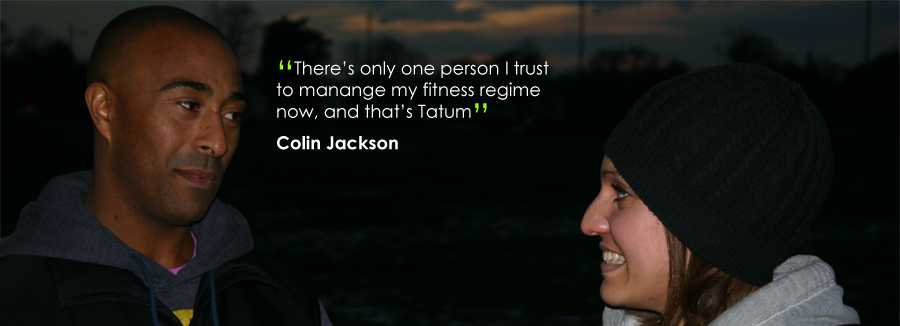 “There’s only one person I trust
to manange my fitness regime
now, and that’s Tatum”
Colin Jackson